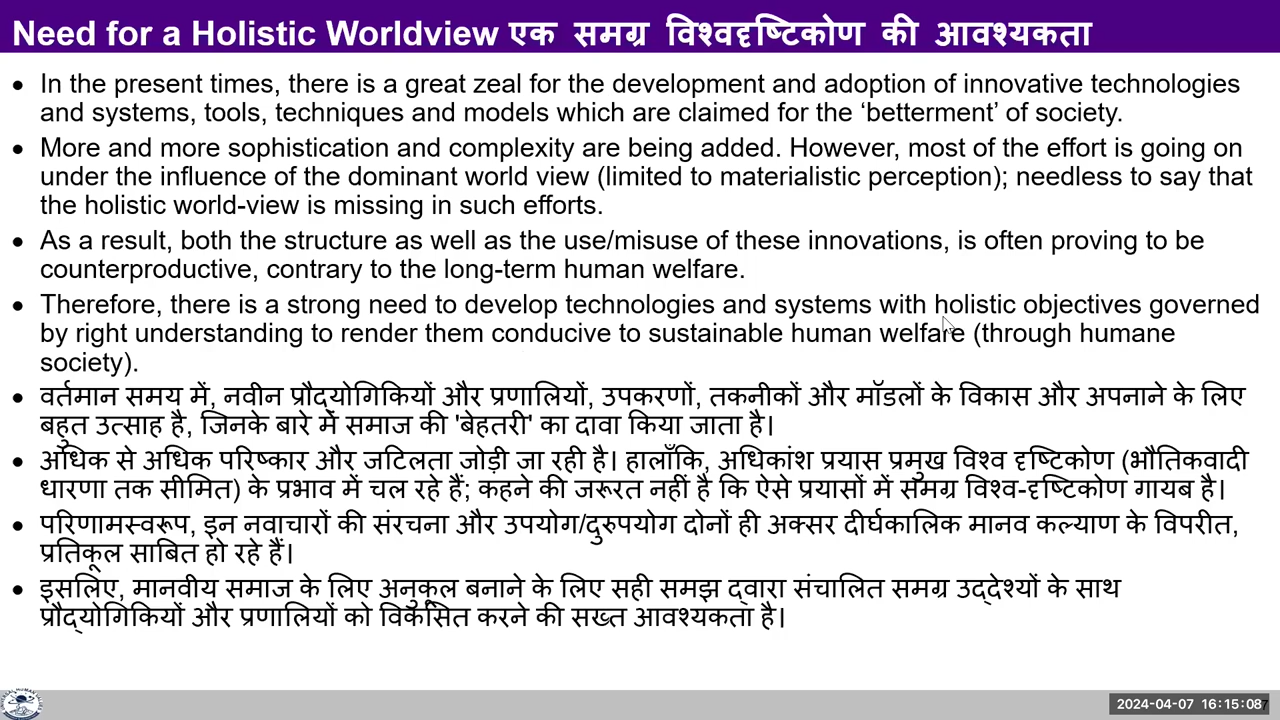 Need for a Holistic Worldview एक समग्र विश्वदृष्टिकोण की आवश्यकता
• In the present times, there is a great zeal for the development and adoption of innovative technologies
and systems, tools, techniques and models which are claimed for the ‘betterment’ of society.
• More and more sophistication and complexity are being added. However, most of the effort is going on
under the influence of the dominant world view (limited to materialistic perception); needless to say that
the holistic world-view is missing in such efforts.
• As a result, both the structure as well as the use/misuse of these innovations, is often proving to be
counterproductive, contrary to the long-term human welfare.
• Therefore, there is a strong need to develop technologies and systems with holistic objectives governed
by right understanding to render them conducive to sustainable human welfare (through humane
society).
• वर्तमान समय में, नवीन प्रौद्योगिकियों और प्रणालियों, उपकरणों, तकनीकों और मॉडलों के विकास और अपनाने के लिए
बहुत उत्साह है, जिनके बारे में समाज की 'बेहतरी' का दावा किया जाता है।
• अधिक से अधिक परिष्कार और जटिलता जोड़ी जा रही है। हालाँकि, अधिकांश प्रयास प्रमुख विश्व दृष्टिकोण (भौतिकवादी
धारणा तक सीमित) के प्रभाव में चल रहे हैं; कहने की जरूरत नहीं है कि ऐसे प्रयासों में समग्र विश्व-दृष्टिकोण गायब है।
• परिणामस्वरूप, इन नवाचारों की संरचना और उपयोग/दुरुपयोग दोनों ही अक्सर दीर्घकालिक मानव कल्याण के विपरीत,
प्रतिकूल साबित हो रहे हैं।
• इसलिए, मानवीय समाज के लिए अनुकूल बनाने के लिए सही समझ द्वारा संचालित समग्र उद्देश्यों के साथ
प्रौद्योगिकियों और प्रणालियों को विकसित करने की सख्त आवश्यकता है।
2024-04-07 16:15:08
7